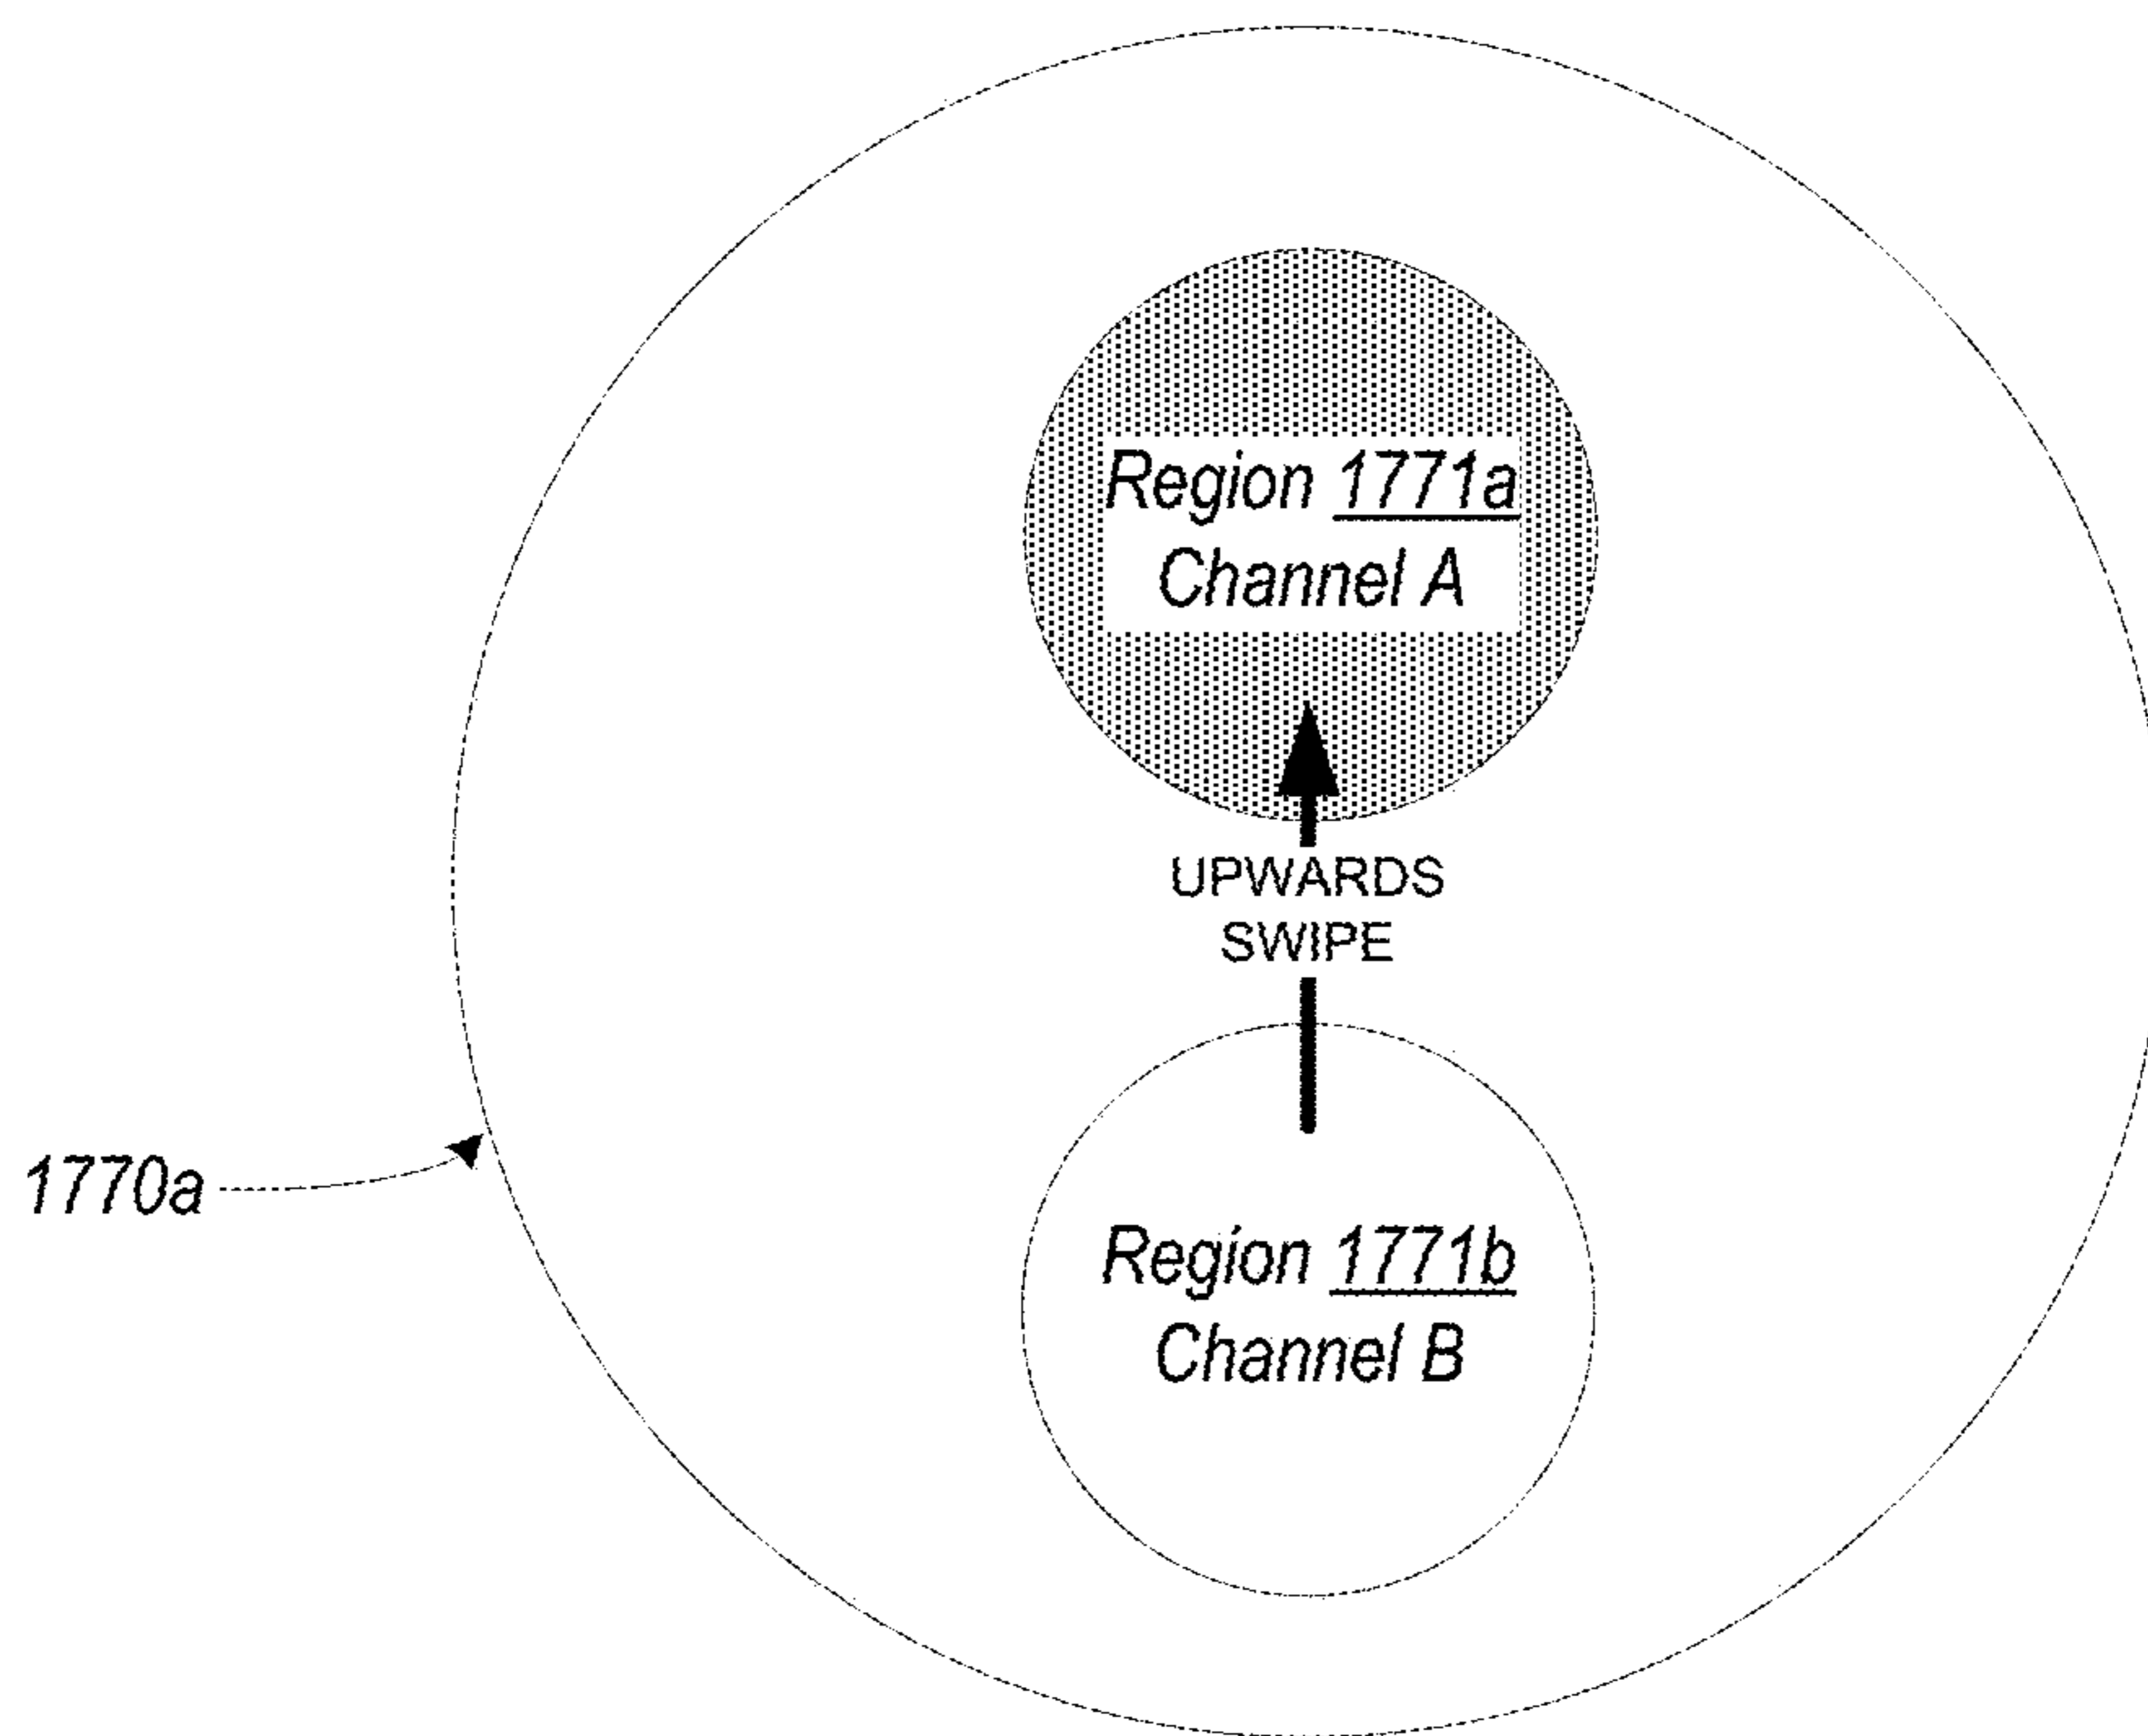 Region 1771a
Channel A
UPWARDS
SWIPE
1770a
Region 1771b
Channel B